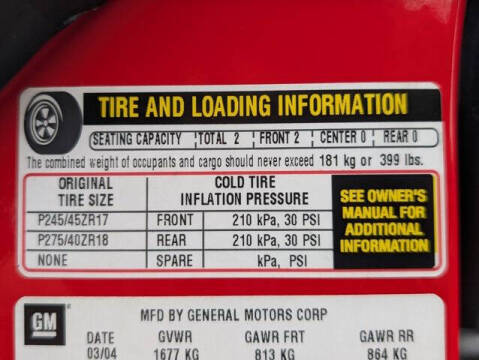 TIRE AND LOADING INFORMATION
SEATING CAPACITY TOTAL 2 FRONT 2 CENTER 0 REAR 0
The combined weight of occupants and cargo should never exceed 181 kg or 399 lbs.
ORIGINAL
TIRE SIZE
COLD TIRE
INFLATION PRESSURE
P245/45ZR17 FRONT 210 kPa, 30 PSI
P275/40ZR18 REAR 210 kPa, 30 PSI
NONE SPARE kPa, PSI
SEE OWNER'S
MANUAL FOR
ADDITIONAL
INFORMATION
GM
MFD BY GENERAL MOTORS CORP
DATE GVWR GAWR FRT GAWR RR
03/04 1677 KG 813 KG 864 KG